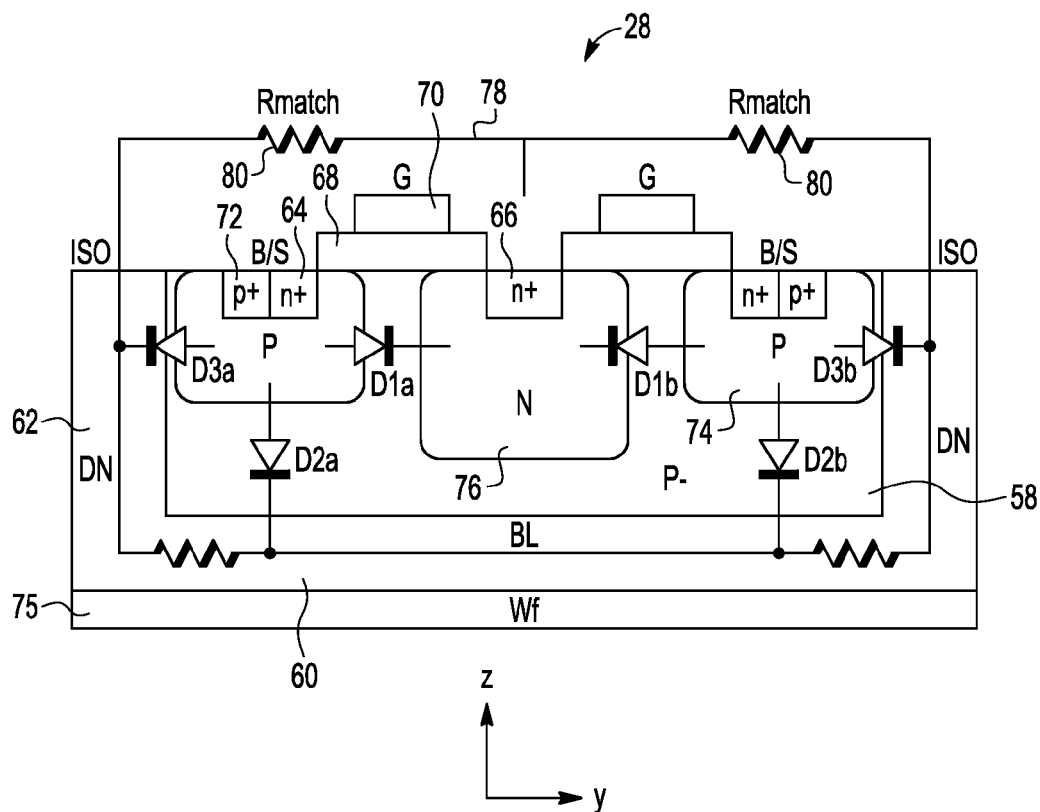 28
Rmatch 70 78 Rmatch
80 68 G G 80
72 64 66
ISO B/S B/S ISO
p+ n+ n+ n+ p+
P P
D3a D1a D1b D3b
N
62 74
DN D2a D2b DN
76 P- 58
BL
75 Wf
60
z
y